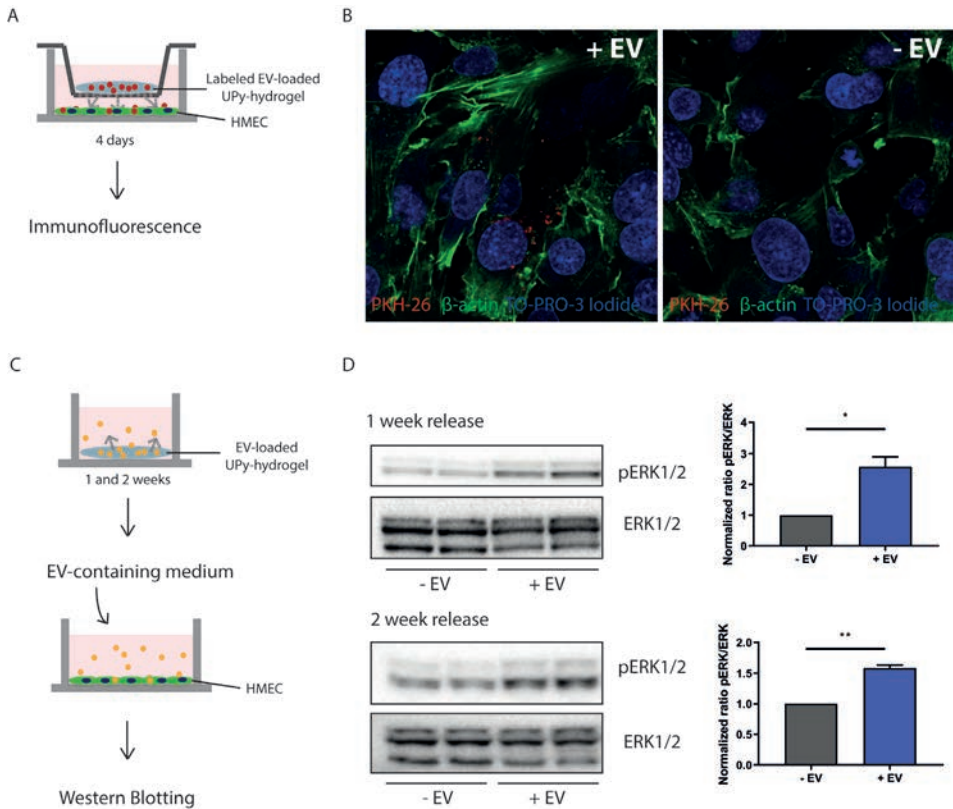 A
Labeled EV-loaded
UPy-hydrogel
HMEC
4 days
Immunofluorescence
B
+ EV
PKH-26 β-actin TO-PRO-3 Iodide
- EV
PKH-26 β-actin TO-PRO-3 Iodide
C
EV-loaded
UPy-hydrogel
1 and 2 weeks
EV-containing medium
HMEC
Western Blotting
D
1 week release
pERK1/2
ERK1/2
- EV + EV
Normalized ratio pERK/ERK
4
3
2
1
0
*
- EV + EV
2 week release
pERK1/2
ERK1/2
- EV + EV
Normalized ratio pERK/ERK
2.0
1.5
1.0
0.5
0.0
**
- EV + EV